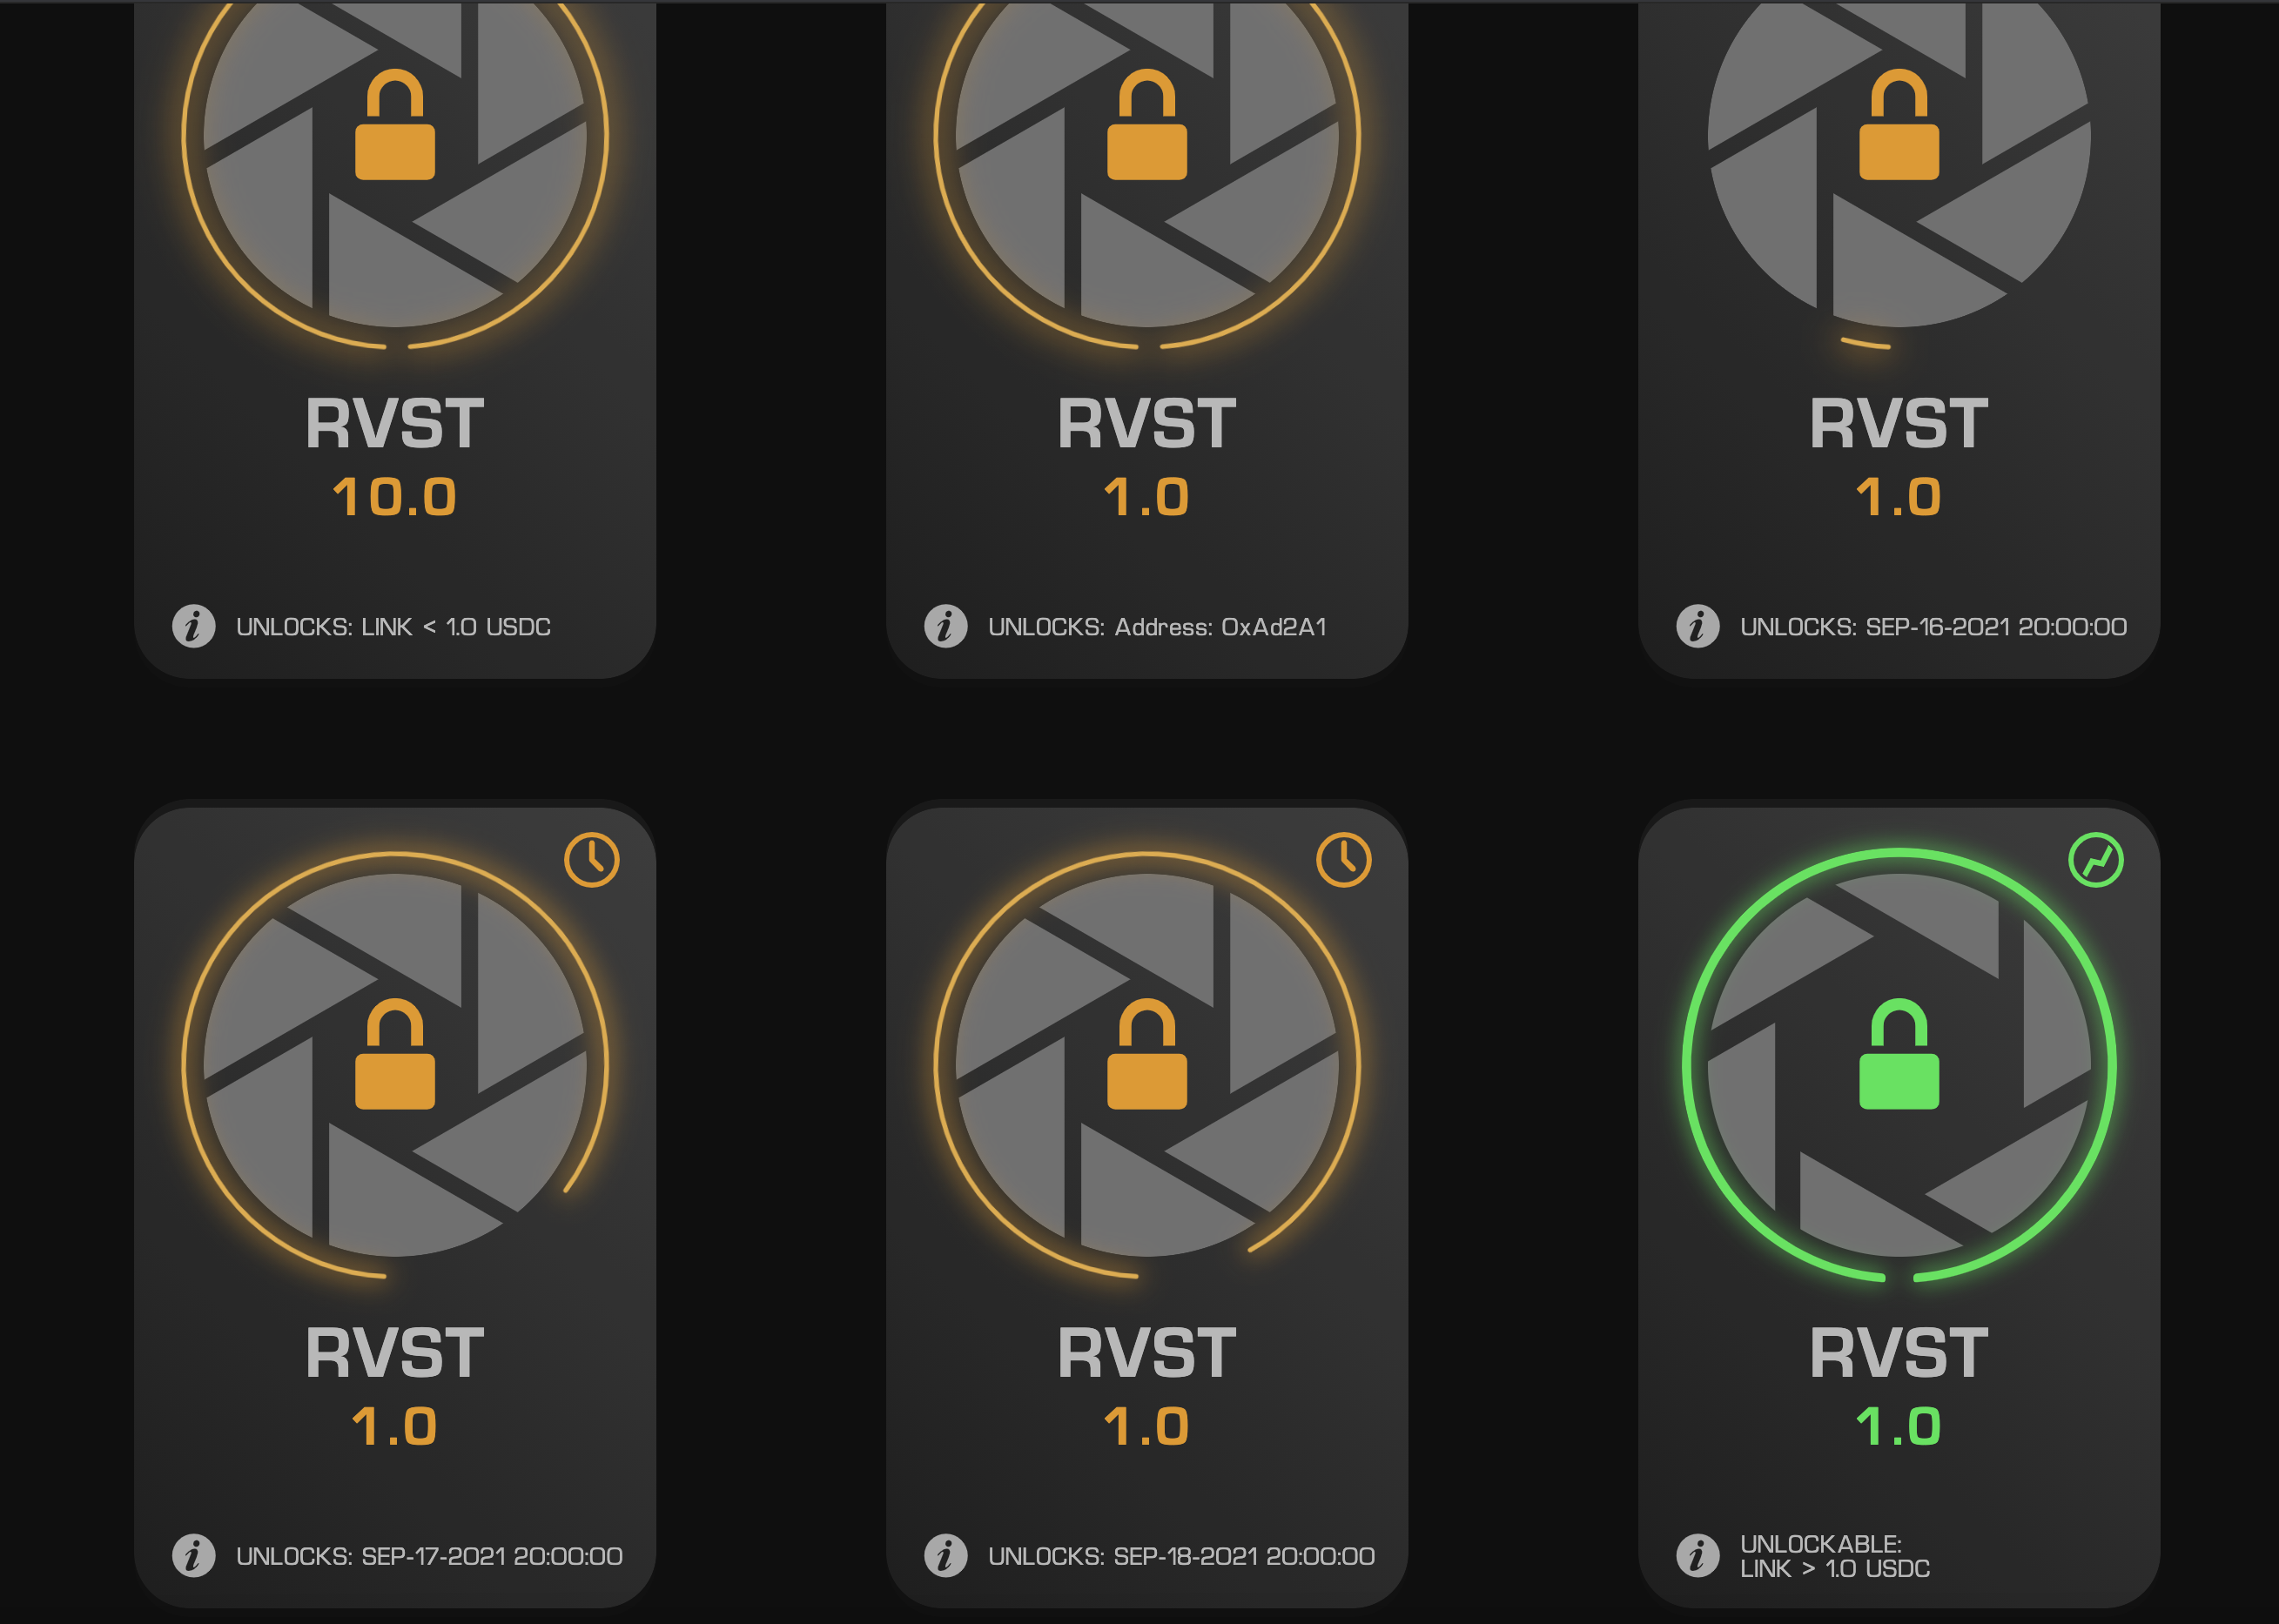 RVST
10.0
UNLOCKS: LINK < 1.0 USDC
RVST
1.0
UNLOCKS: Address: 0xAd2A1
RVST
1.0
UNLOCKS: SEP-16-2021 20:00:00
RVST
1.0
UNLOCKS: SEP-17-2021 20:00:00
RVST
1.0
UNLOCKS: SEP-18-2021 20:00:00
RVST
1.0
UNLOCKABLE:
LINK > 1.0 USDC